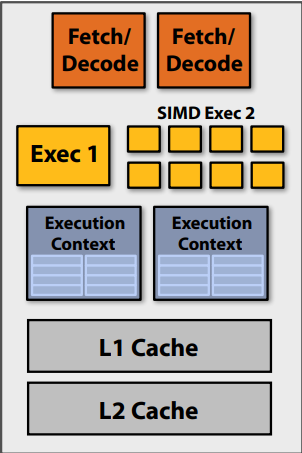 Fetch/
Decode
Fetch/
Decode
SIMD Exec 2
Exec 1
Execution
Context
Execution
Context
L1 Cache
L2 Cache